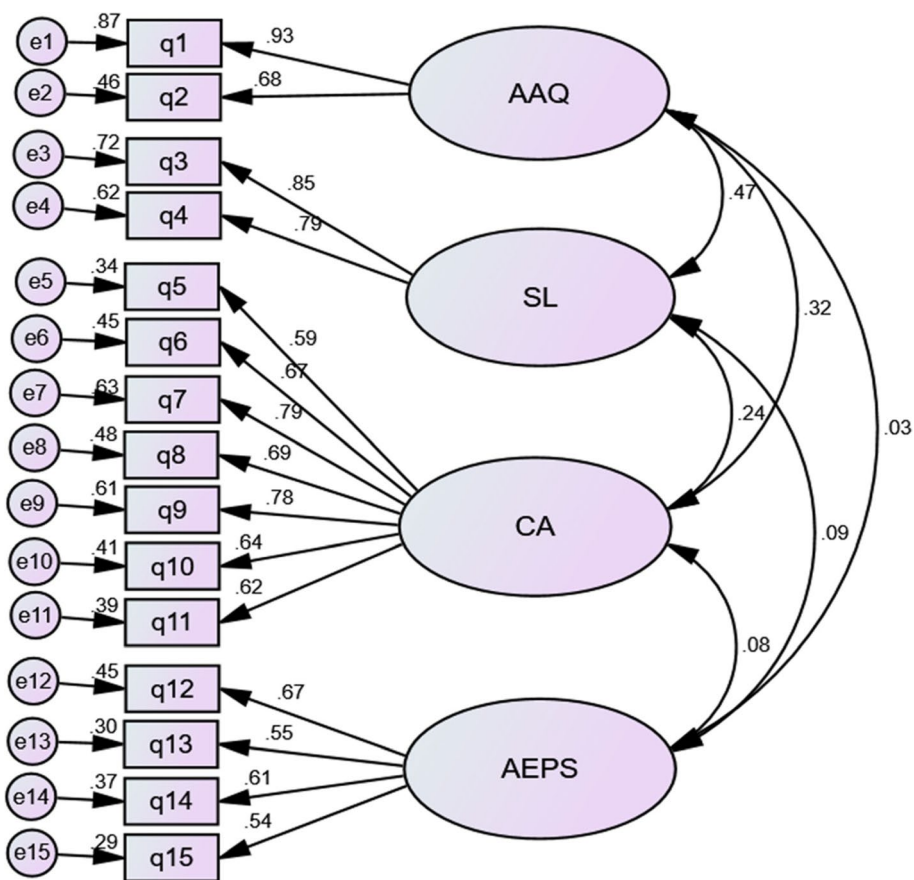 .87
e1
q1
.93
.46
e2
q2
.68
AAQ
.72
e3
q3
.85
.62
e4
q4
.79
.47
SL
.34
e5
q5
.59
.32
.45
e6
q6
.67
.63
e7
q7
.79
.24
.48
e8
q8
.69
.03
.61
e9
q9
.78
CA
.09
.41
e10
q10
.64
.39
e11
q11
.62
.08
.45
e12
q12
.67
.30
e13
q13
.55
AEPS
.37
e14
q14
.61
.29
e15
q15
.54